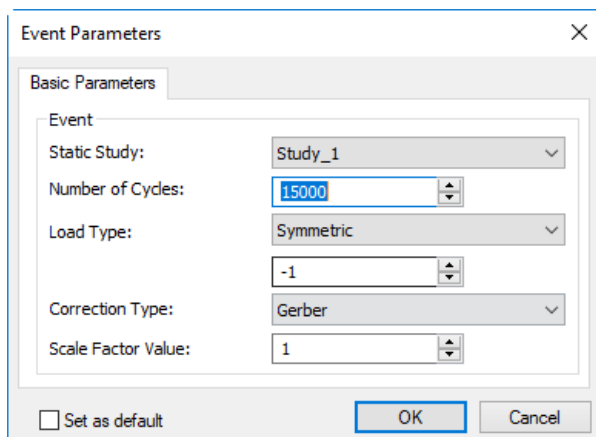 Event Parameters
Basic Parameters
Event
Static Study: Study_1
Number of Cycles: 15000
Load Type: Symmetric
-1
Correction Type: Gerber
Scale Factor Value: 1
Set as default OK Cancel